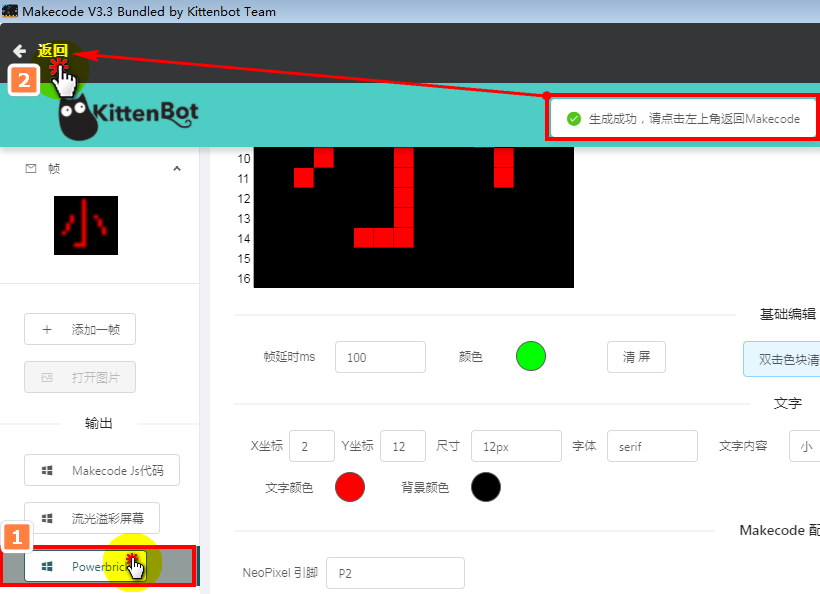 Makecode V3.3 Bundled by Kittenbot Team
返回
2
KittenBot
生成成功，请点击左上角返回Makecode
帧
小
添加一帧
打开图片
输出
Makecode Js代码
流光溢彩屏幕
1
Powerbrick
10
11
12
13
14
15
16
基础编辑
帧延时ms
100
颜色
清 屏
双击色块清
文字
X坐标
2
Y坐标
12
尺寸
12px
字体
serif
文字内容
小
文字颜色
背景颜色
Makecode 配
NeoPixel 引脚
P2